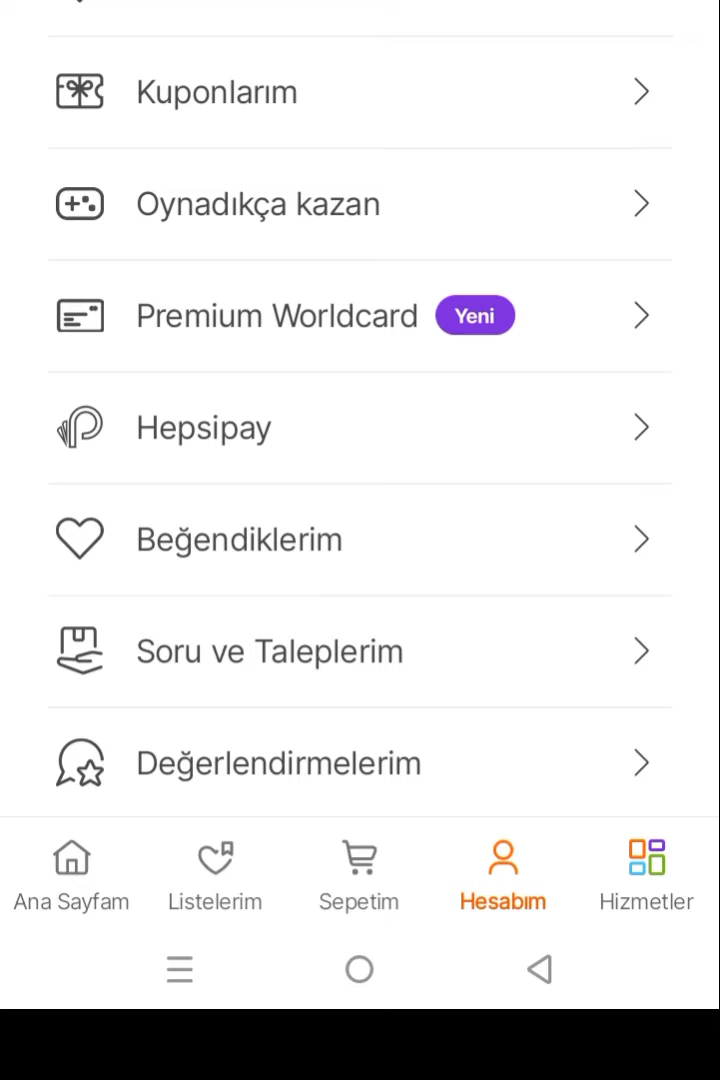 Kuponlarım
Oynadıkça kazan
Premium Worldcard Yeni
Hepsipay
Beğendiklerim
Soru ve Taleplerim
Değerlendirmelerim
Ana Sayfam Listelerim Sepetim Hesabım Hizmetler